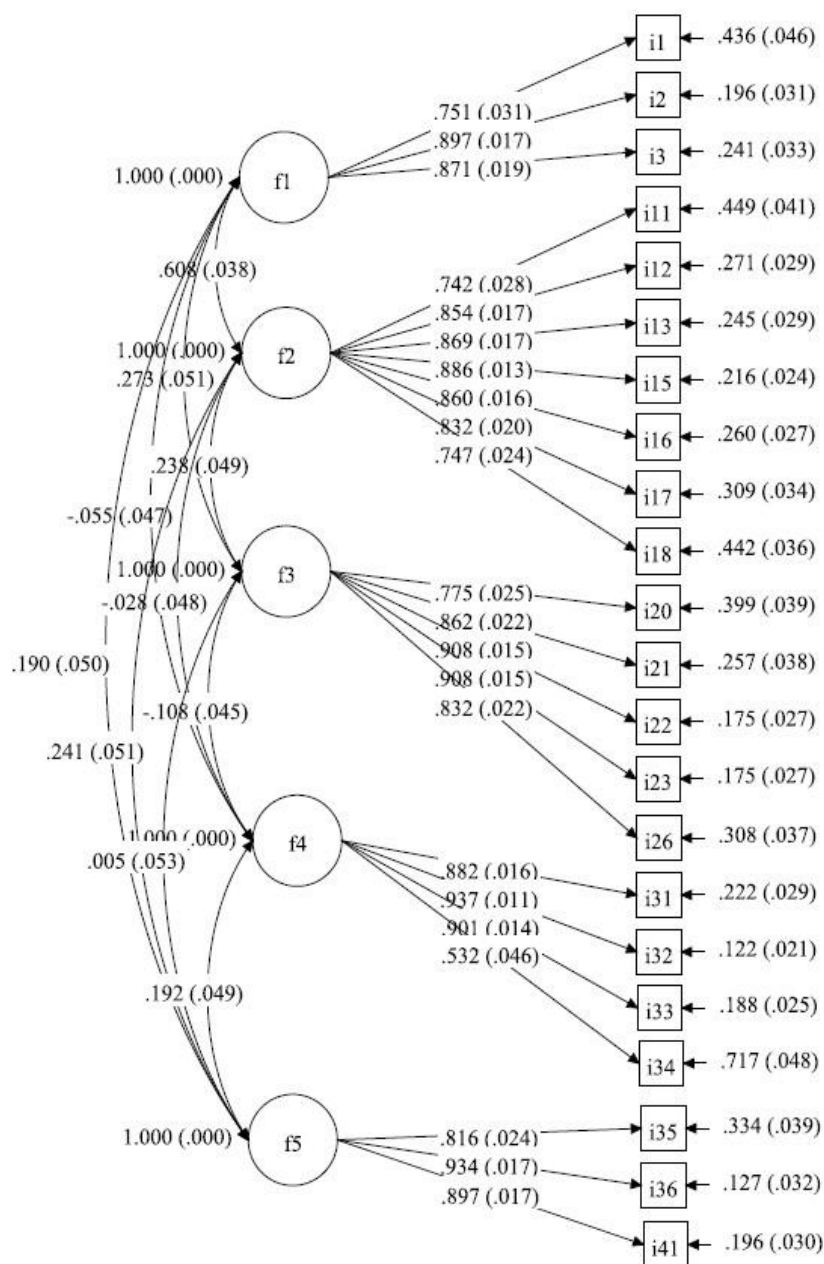 i1 .436 (.046)
i2 .196 (.031)
.751 (.031)
.897 (.017)
i3 .241 (.033)
.871 (.019)
1.000 (.000) f1
i11 .449 (.041)
.608 (.038)
i12 .271 (.029)
.742 (.028)
.854 (.017)
i13 .245 (.029)
.869 (.017)
1.000 (.000) f2
.886 (.013)
i15 .216 (.024)
.273 (.051)
.860 (.016)
.832 (.020)
i16 .260 (.027)
.747 (.024)
.238 (.049)
i17 .309 (.034)
-.055 (.047)
i18 .442 (.036)
1.000 (.000) f3
.775 (.025)
-.028 (.048)
i20 .399 (.039)
.862 (.022)
.908 (.015)
i21 .257 (.038)
.190 (.050)
.908 (.015)
-.108 (.045)
.832 (.022)
i22 .175 (.027)
.241 (.051)
i23 .175 (.027)
1.000 (.000) f4
i26 .308 (.037)
.005 (.053)
.882 (.016)
i31 .222 (.029)
.937 (.011)
.901 (.014)
i32 .122 (.021)
.532 (.046)
.192 (.049)
i33 .188 (.025)
i34 .717 (.048)
1.000 (.000) f5
.816 (.024)
i35 .334 (.039)
.934 (.017)
i36 .127 (.032)
.897 (.017)
i41 .196 (.030)